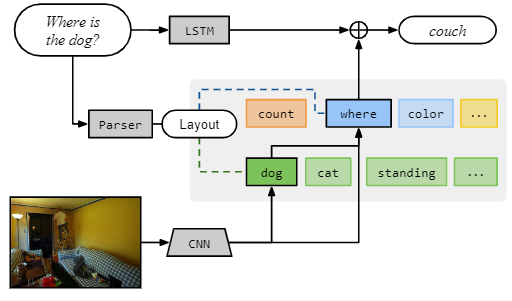 Where is
the dog?
LSTM
couch
Parser
Layout
count
where
color
...
dog
cat
standing
...
CNN